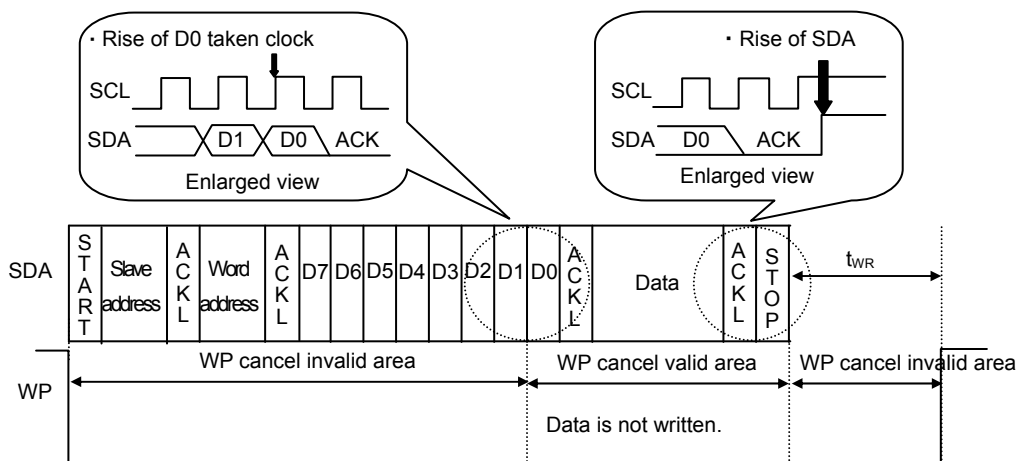 ・Rise of D0 taken clock
SCL
SDA
D1
D0
ACK
Enlarged view
・Rise of SDA
SCL
SDA
D0
ACK
Enlarged view
SDA
START
Slave
address
ACKL
Word
address
ACKL
D7
D6
D5
D4
D3
D2
D1
D0
ACKL
Data
ACKL
STOP
tWR
WP cancel invalid area
WP cancel valid area
WP cancel invalid area
WP
Data is not written.